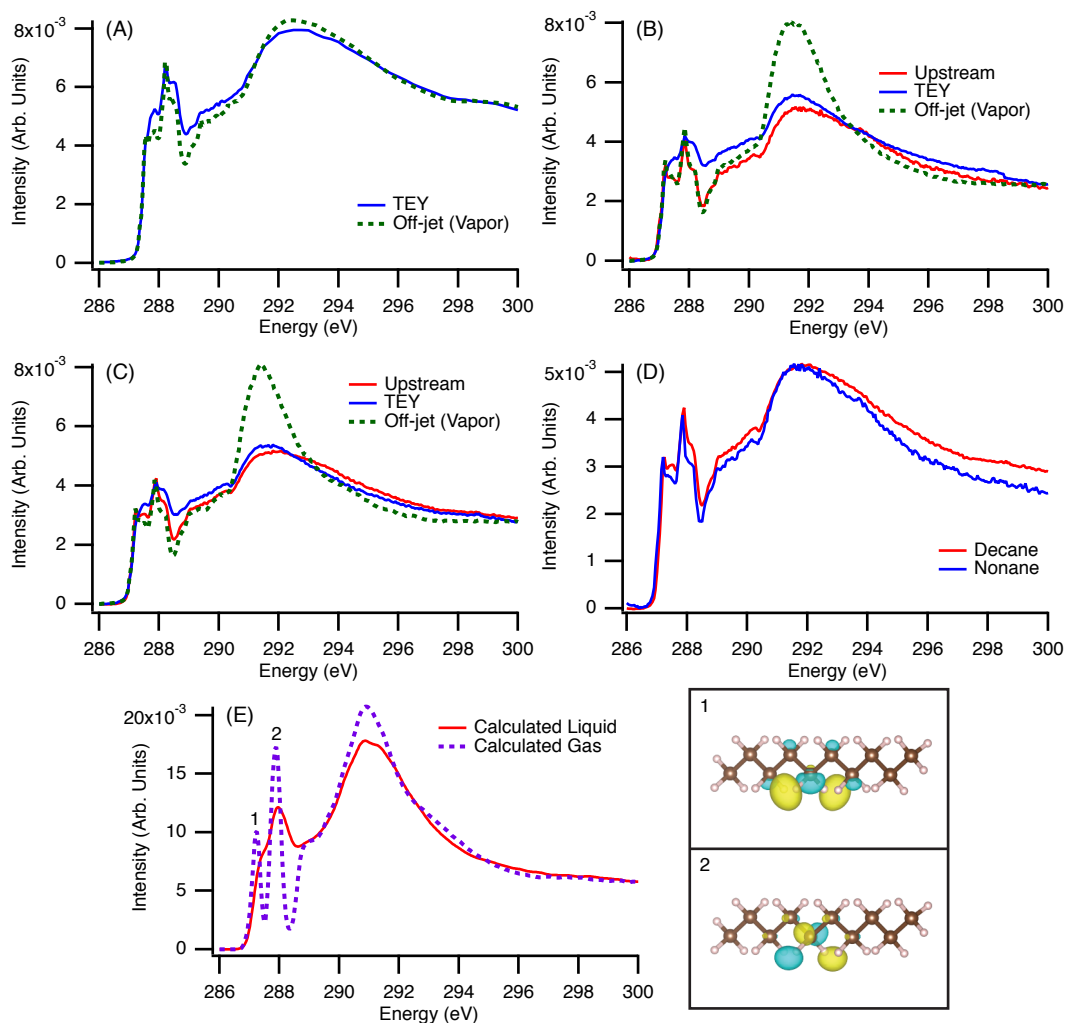 (A)
8x10⁻³
6
4
2
0
Intensity (Arb. Units)
TEY
Off-jet (Vapor)
286 288 290 292 294 296 298 300
Energy (eV)
(B)
8x10⁻³
6
4
2
0
Intensity (Arb. Units)
Upstream
TEY
Off-jet (Vapor)
286 288 290 292 294 296 298 300
Energy (eV)
(C)
8x10⁻³
6
4
2
0
Intensity (Arb. Units)
Upstream
TEY
Off-jet (Vapor)
286 288 290 292 294 296 298 300
Energy (eV)
(D)
5x10⁻³
4
3
2
1
0
Intensity (Arb. Units)
Decane
Nonane
286 288 290 292 294 296 298 300
Energy (eV)
(E)
20x10⁻³
15
10
5
0
Intensity (Arb. Units)
1
2
Calculated Liquid
Calculated Gas
286 288 290 292 294 296 298 300
Energy (eV)
1
2